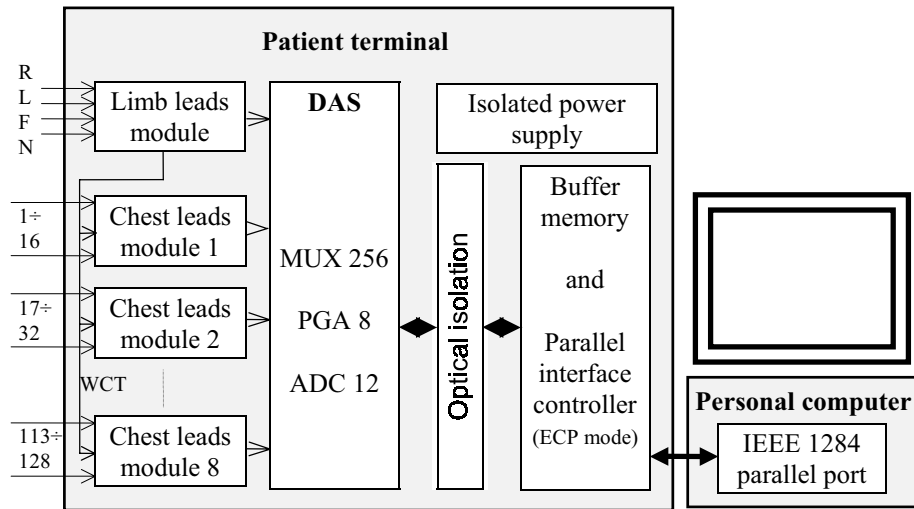 Patient terminal
R
L
F
N
Limb leads
module
DAS
Isolated power
supply
1÷
16
Chest leads
module 1
17÷
32
Chest leads
module 2
WCT
113÷
128
Chest leads
module 8
MUX 256
PGA 8
ADC 12
Optical isolation
Buffer
memory
and
Parallel
interface
controller
(ECP mode)
Personal computer
IEEE 1284
parallel port